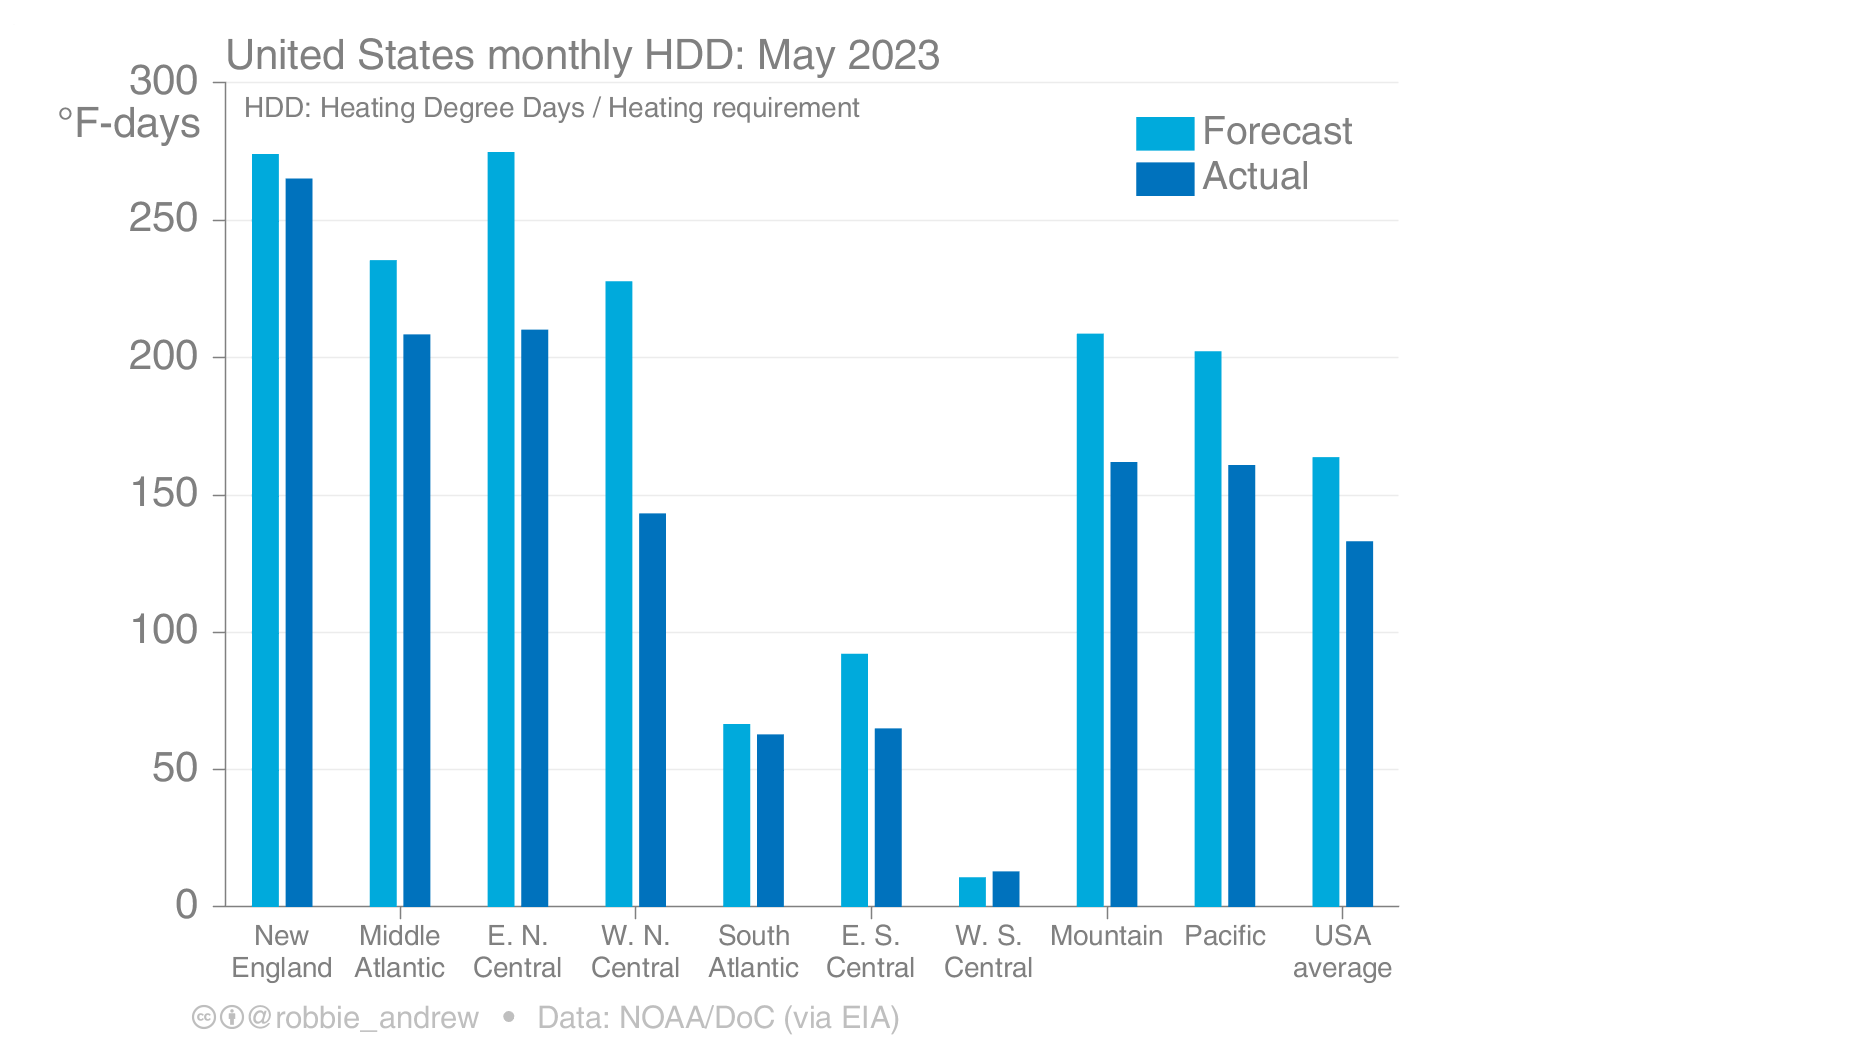 United States monthly HDD: May 2023
300
°F-days
HDD: Heating Degree Days / Heating requirement
Forecast
Actual
250
200
150
100
50
0
New England
Middle Atlantic
E. N. Central
W. N. Central
South Atlantic
E. S. Central
W. S. Central
Mountain
Pacific
USA average
@robbie_andrew • Data: NOAA/DoC (via EIA)